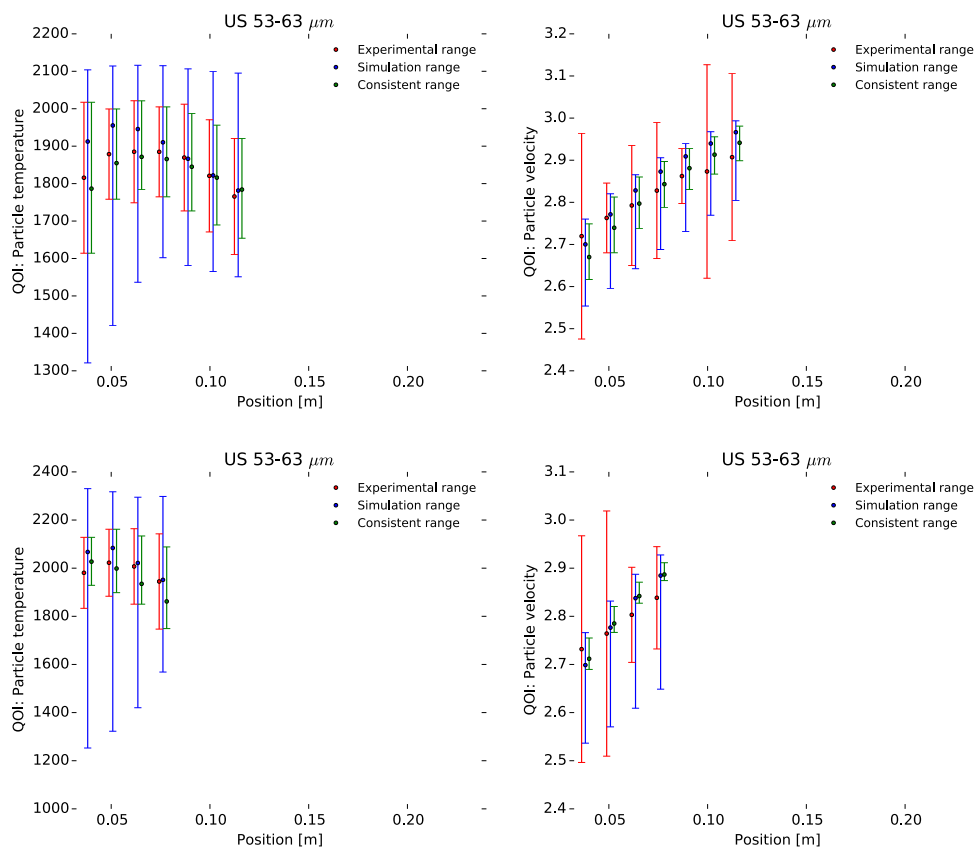 US 53-63 μm
2200
2100
2000
1900
1800
1700
1600
1500
1400
1300
QOI: Particle temperature
0.05 0.10 0.15 0.20
Position [m]
Experimental range
Simulation range
Consistent range
US 53-63 μm
3.2
3.1
3.0
2.9
2.8
2.7
2.6
2.5
2.4
QOI: Particle velocity
0.05 0.10 0.15 0.20
Position [m]
Experimental range
Simulation range
Consistent range
US 53-63 μm
2400
2200
2000
1800
1600
1400
1200
1000
QOI: Particle temperature
0.05 0.10 0.15 0.20
Position [m]
Experimental range
Simulation range
Consistent range
US 53-63 μm
3.1
3.0
2.9
2.8
2.7
2.6
2.5
2.4
QOI: Particle velocity
0.05 0.10 0.15 0.20
Position [m]
Experimental range
Simulation range
Consistent range